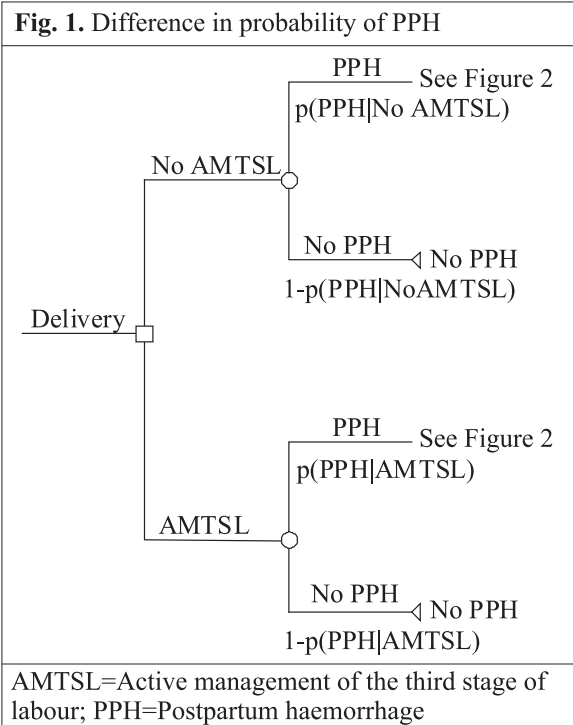 Fig. 1. Difference in probability of PPH
PPH
See Figure 2
p(PPH|No AMTSL)
No AMTSL
No PPH
No PPH
1-p(PPH|NoAMTSL)
Delivery
PPH
See Figure 2
p(PPH|AMTSL)
AMTSL
No PPH
No PPH
1-p(PPH|AMTSL)
AMTSL=Active management of the third stage of
labour; PPH=Postpartum haemorrhage